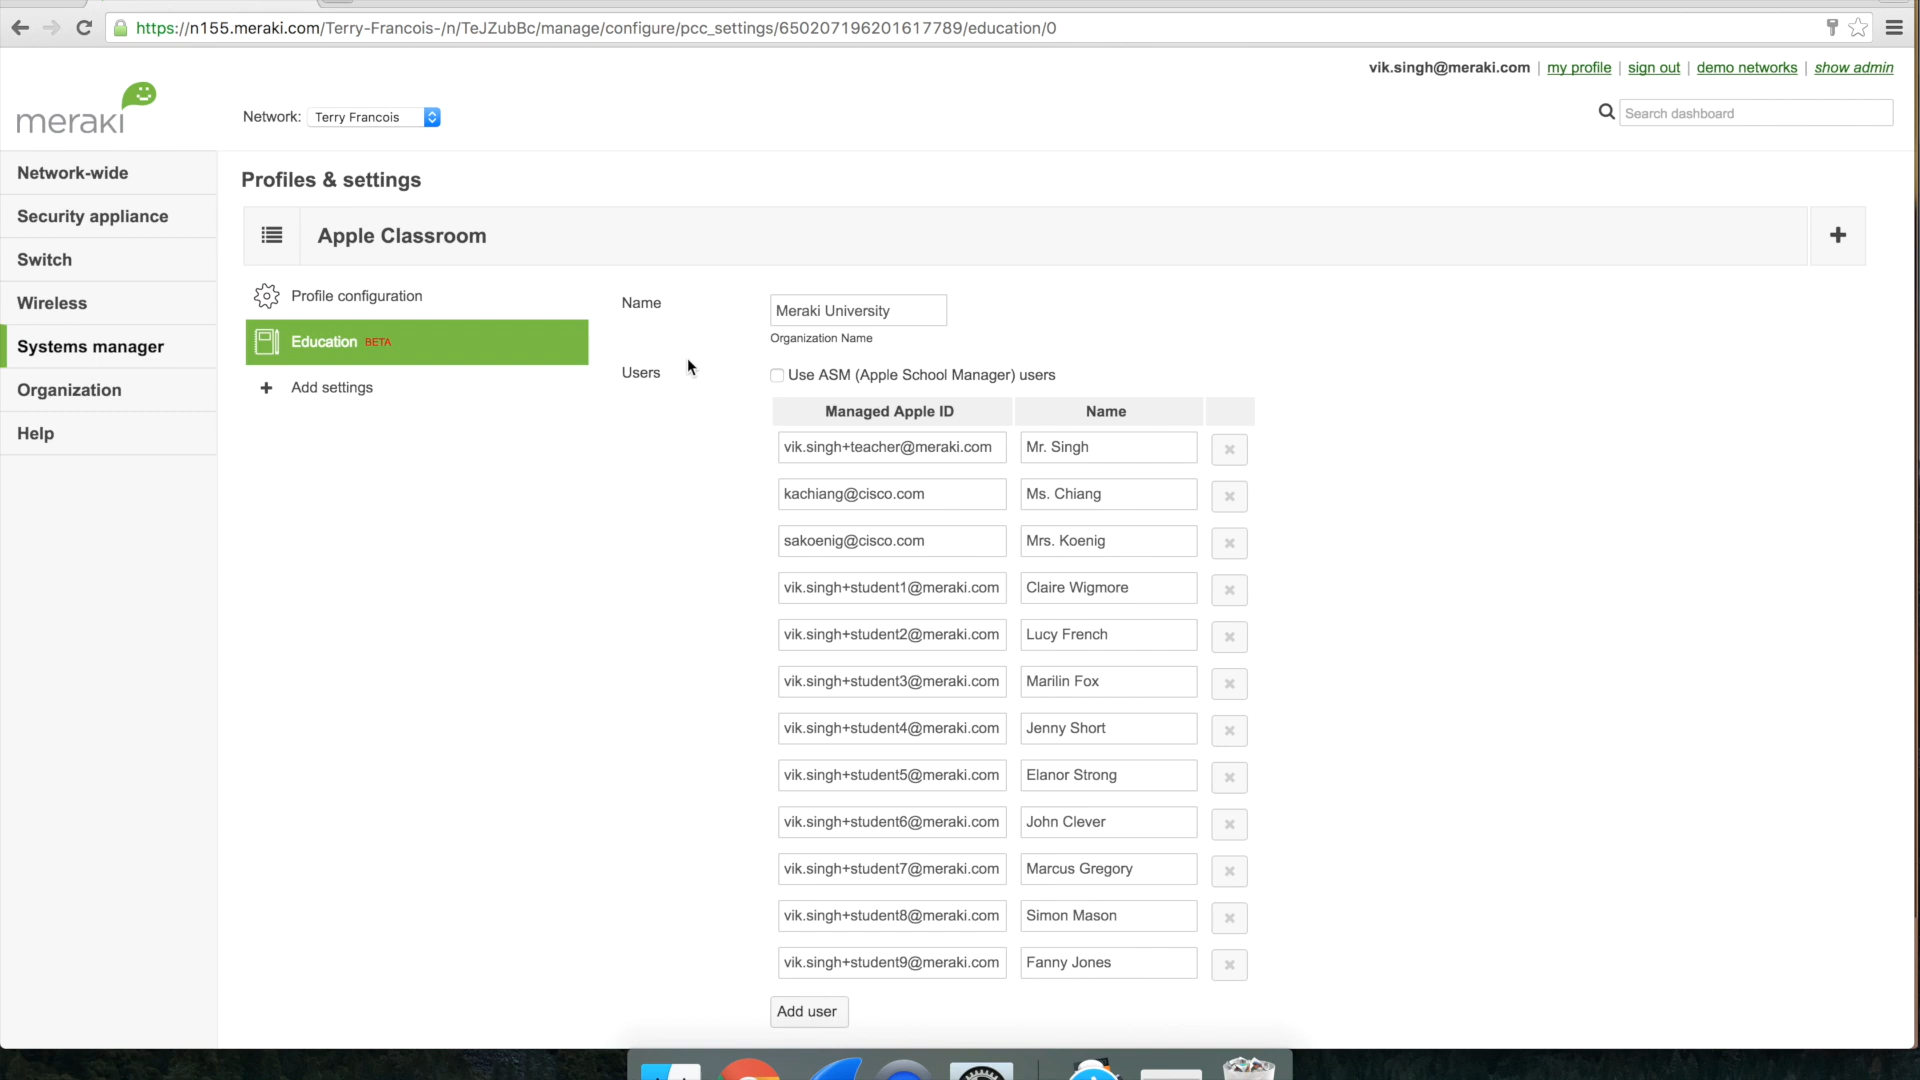 https://n155.meraki.com/Terry-Francois-/n/TeJZubBc/manage/configure/pcc_settings/650207196201617789/education/0
vik.singh@meraki.com | my profile | sign out | demo networks | show admin
meraki
Network: Terry Francois
Search dashboard
Network-wide
Security appliance
Switch
Wireless
Systems manager
Organization
Help
Profiles & settings
Apple Classroom
Profile configuration
Education BETA
Add settings
Name
Meraki University
Organization Name
Users
Use ASM (Apple School Manager) users
Managed Apple ID Name
vik.singh+teacher@meraki.com Mr. Singh
kachiang@cisco.com Ms. Chiang
sakoenig@cisco.com Mrs. Koenig
vik.singh+student1@meraki.com Claire Wigmore
vik.singh+student2@meraki.com Lucy French
vik.singh+student3@meraki.com Marilin Fox
vik.singh+student4@meraki.com Jenny Short
vik.singh+student5@meraki.com Elanor Strong
vik.singh+student6@meraki.com John Clever
vik.singh+student7@meraki.com Marcus Gregory
vik.singh+student8@meraki.com Simon Mason
vik.singh+student9@meraki.com Fanny Jones
Add user